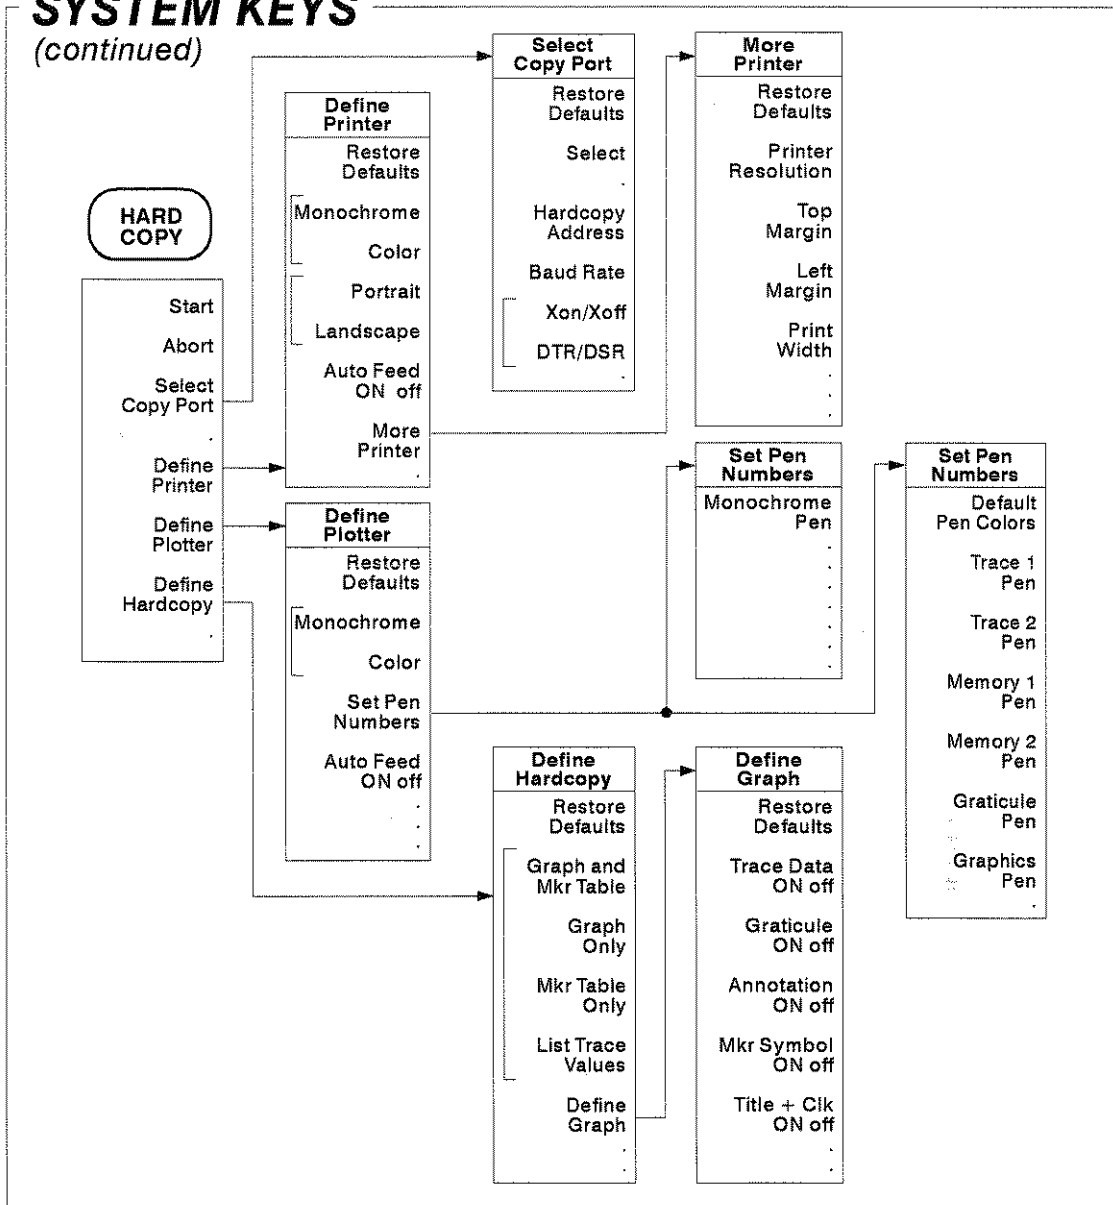 SYSTEM KEYS
(continued)
HARD
COPY
Start
Abort
Select
Copy Port
Define
Printer
Define
Plotter
Define
Hardcopy
Define
Printer
Restore
Defaults
Monochrome
Color
Portrait
Landscape
Auto Feed
ON off
More
Printer
Define
Plotter
Restore
Defaults
Monochrome
Color
Set Pen
Numbers
Auto Feed
ON off
Select
Copy Port
Restore
Defaults
Select
Hardcopy
Address
Baud Rate
Xon/Xoff
DTR/DSR
More
Printer
Restore
Defaults
Printer
Resolution
Top
Margin
Left
Margin
Print
Width
Set Pen
Numbers
Monochrome
Pen
Set Pen
Numbers
Default
Pen Colors
Trace 1
Pen
Trace 2
Pen
Memory 1
Pen
Memory 2
Pen
Graticule
Pen
Graphics
Pen
Define
Hardcopy
Restore
Defaults
Graph and
Mkr Table
Graph
Only
Mkr Table
Only
List Trace
Values
Define
Graph
Define
Graph
Restore
Defaults
Trace Data
ON off
Graticule
ON off
Annotation
ON off
Mkr Symbol
ON off
Title + Clk
ON off